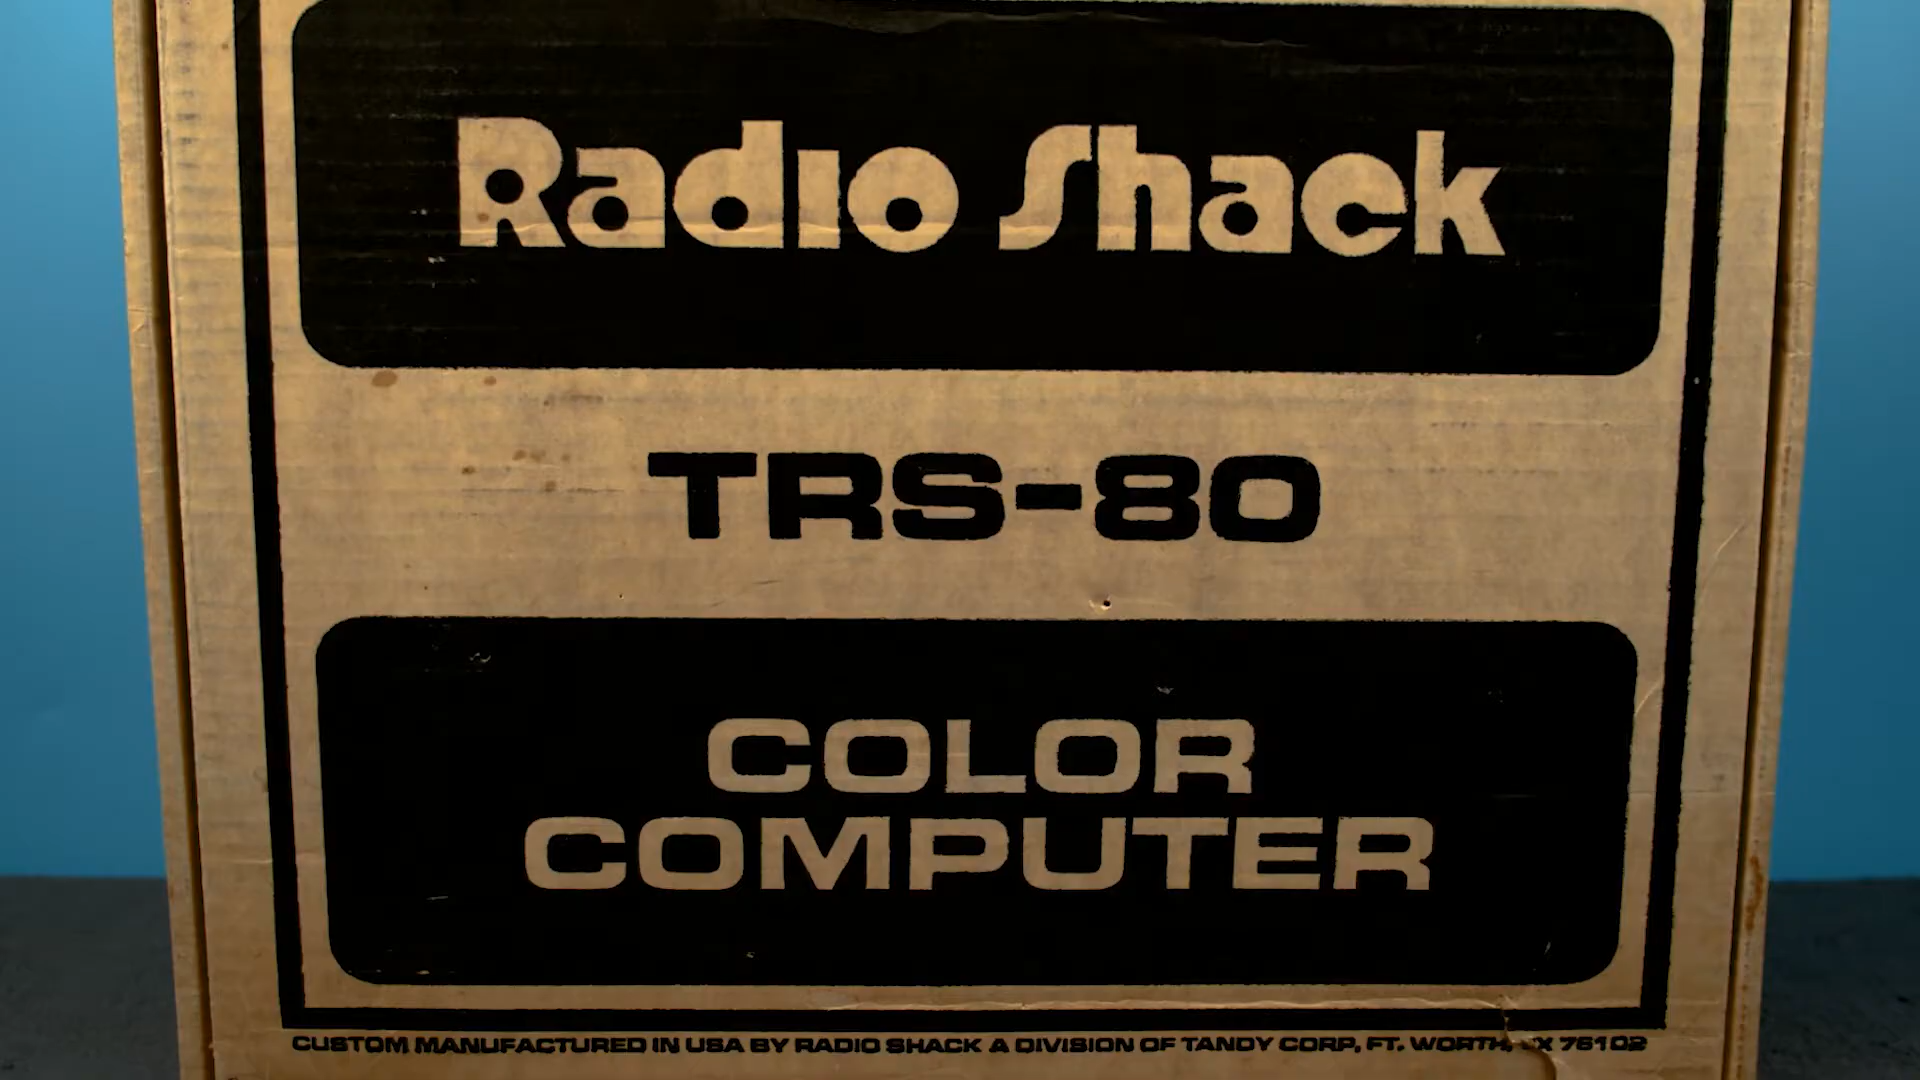 Radio Shack
TRS-80
COLOR
COMPUTER
CUSTOM MANUFACTURED IN USA BY RADIO SHACK A DIVISION OF TANDY CORP, FT. WORTH, TX 76102